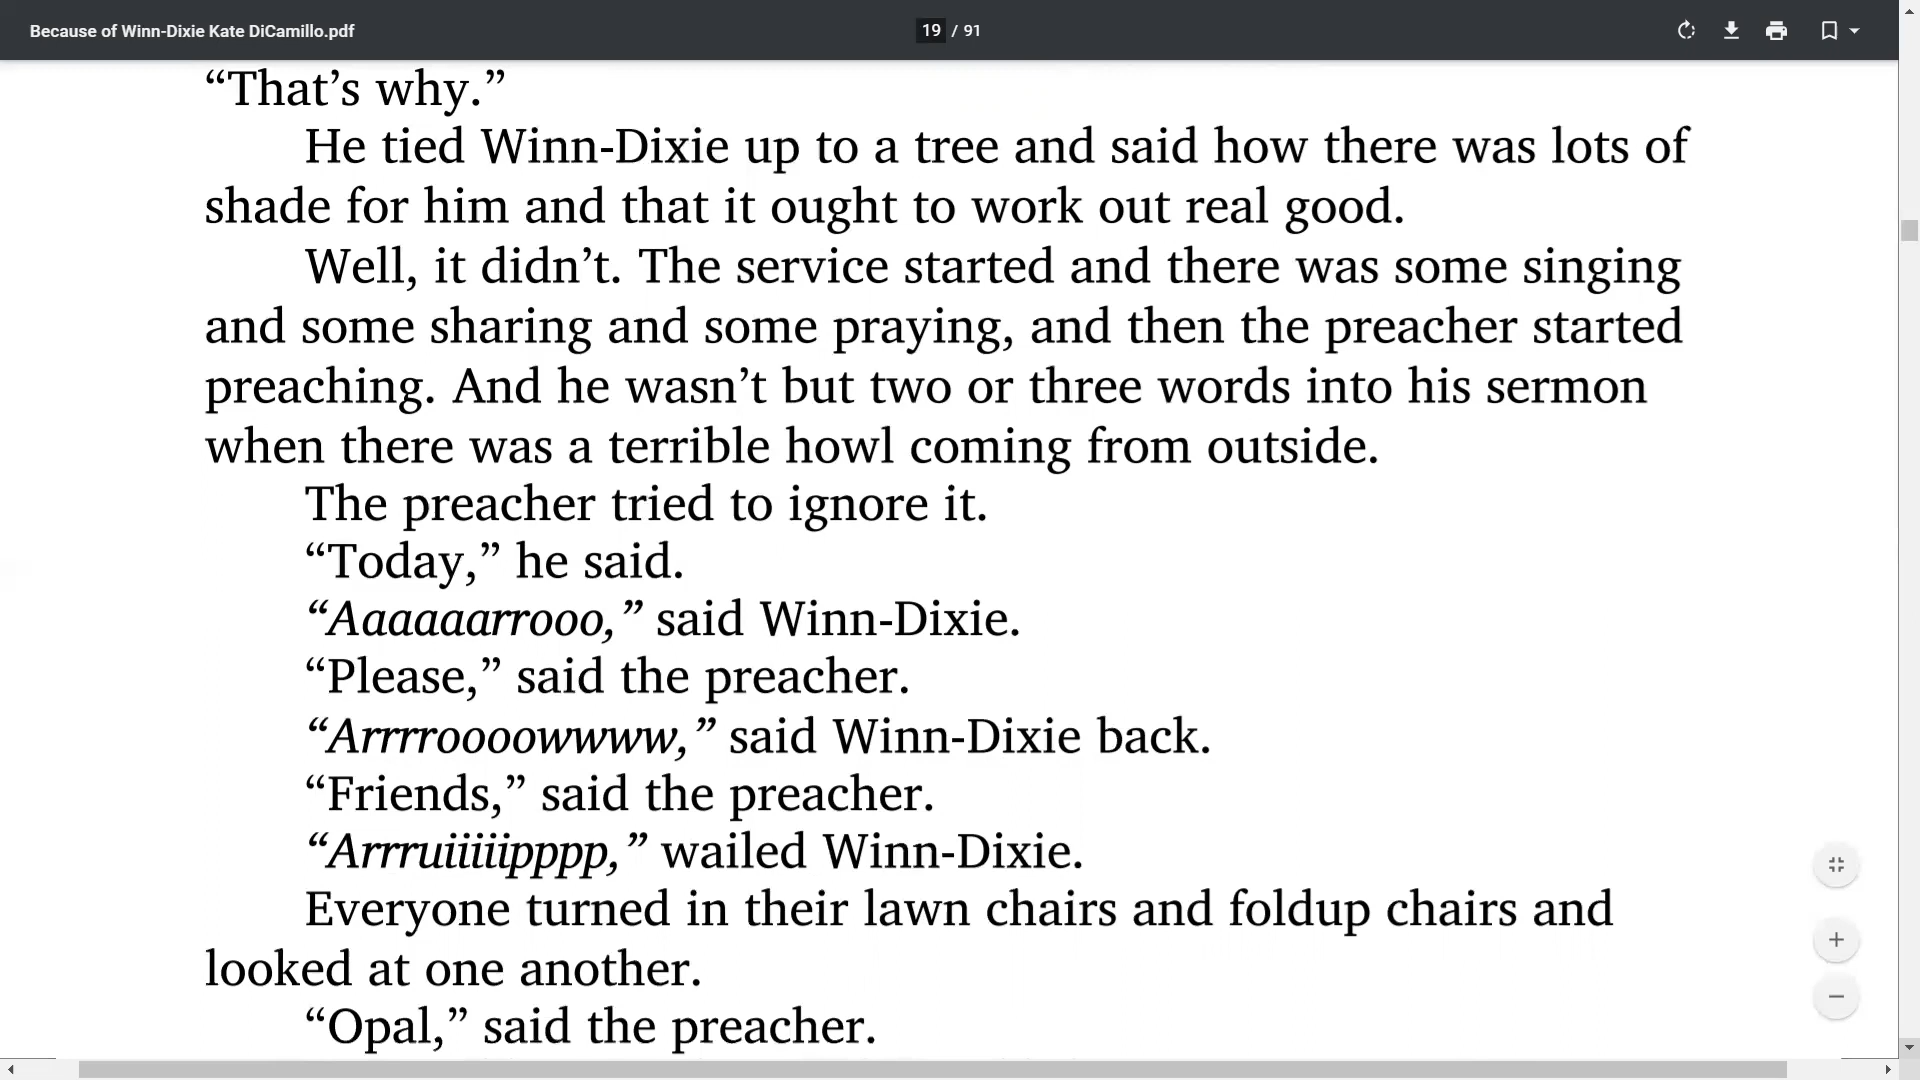 Because of Winn-Dixie Kate DiCamillo.pdf
19 / 91
“That’s why.”
He tied Winn-Dixie up to a tree and said how there was lots of
shade for him and that it ought to work out real good.
Well, it didn’t. The service started and there was some singing
and some sharing and some praying, and then the preacher started
preaching. And he wasn’t but two or three words into his sermon
when there was a terrible howl coming from outside.
The preacher tried to ignore it.
“Today,” he said.
“Aaaaaarrooo,” said Winn-Dixie.
“Please,” said the preacher.
“Arrrroooowwww,” said Winn-Dixie back.
“Friends,” said the preacher.
“Arrruiiiiipppp,” wailed Winn-Dixie.
Everyone turned in their lawn chairs and foldup chairs and
looked at one another.
“Opal,” said the preacher.